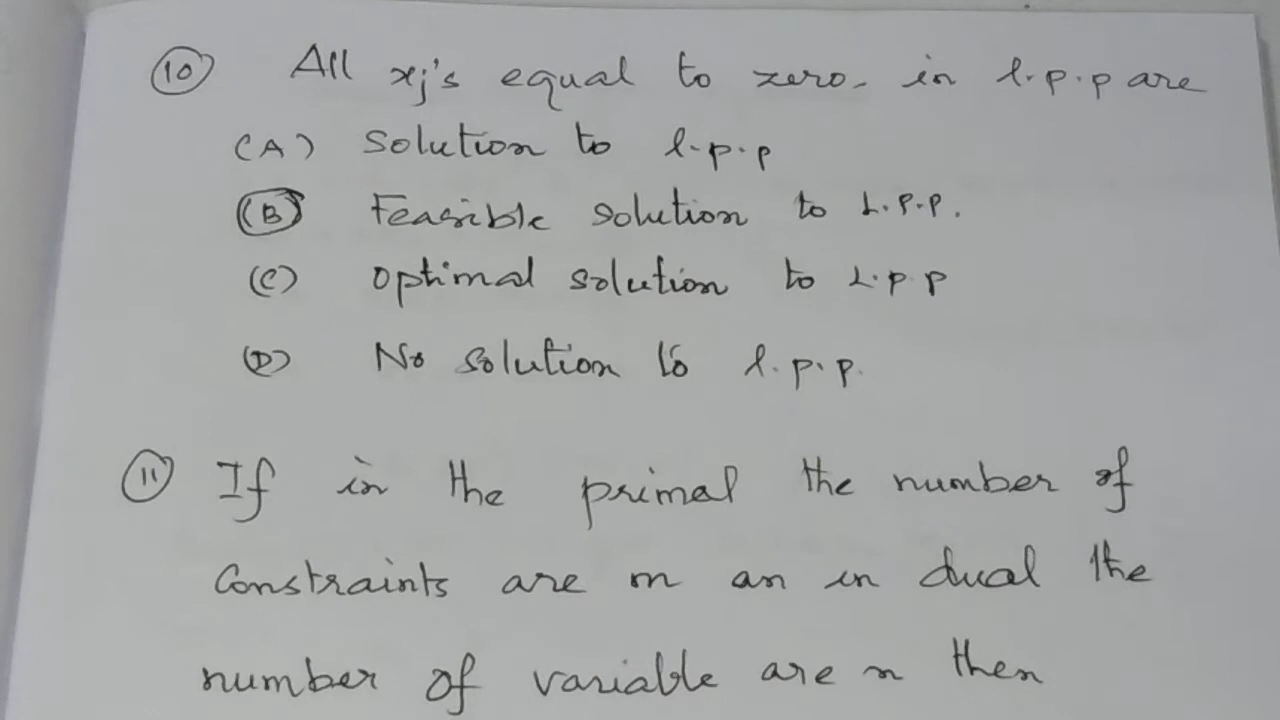 (10) All xj's equal to zero. in l.p.p are
(A) Solution to l.p.p
(B) Feasible solution to L.P.P.
(C) optimal solution to L.p.p
(D) No solution to l.p.p.
(11) If in the primal the number of
Constraints are m an in dual the
number of variable are n then